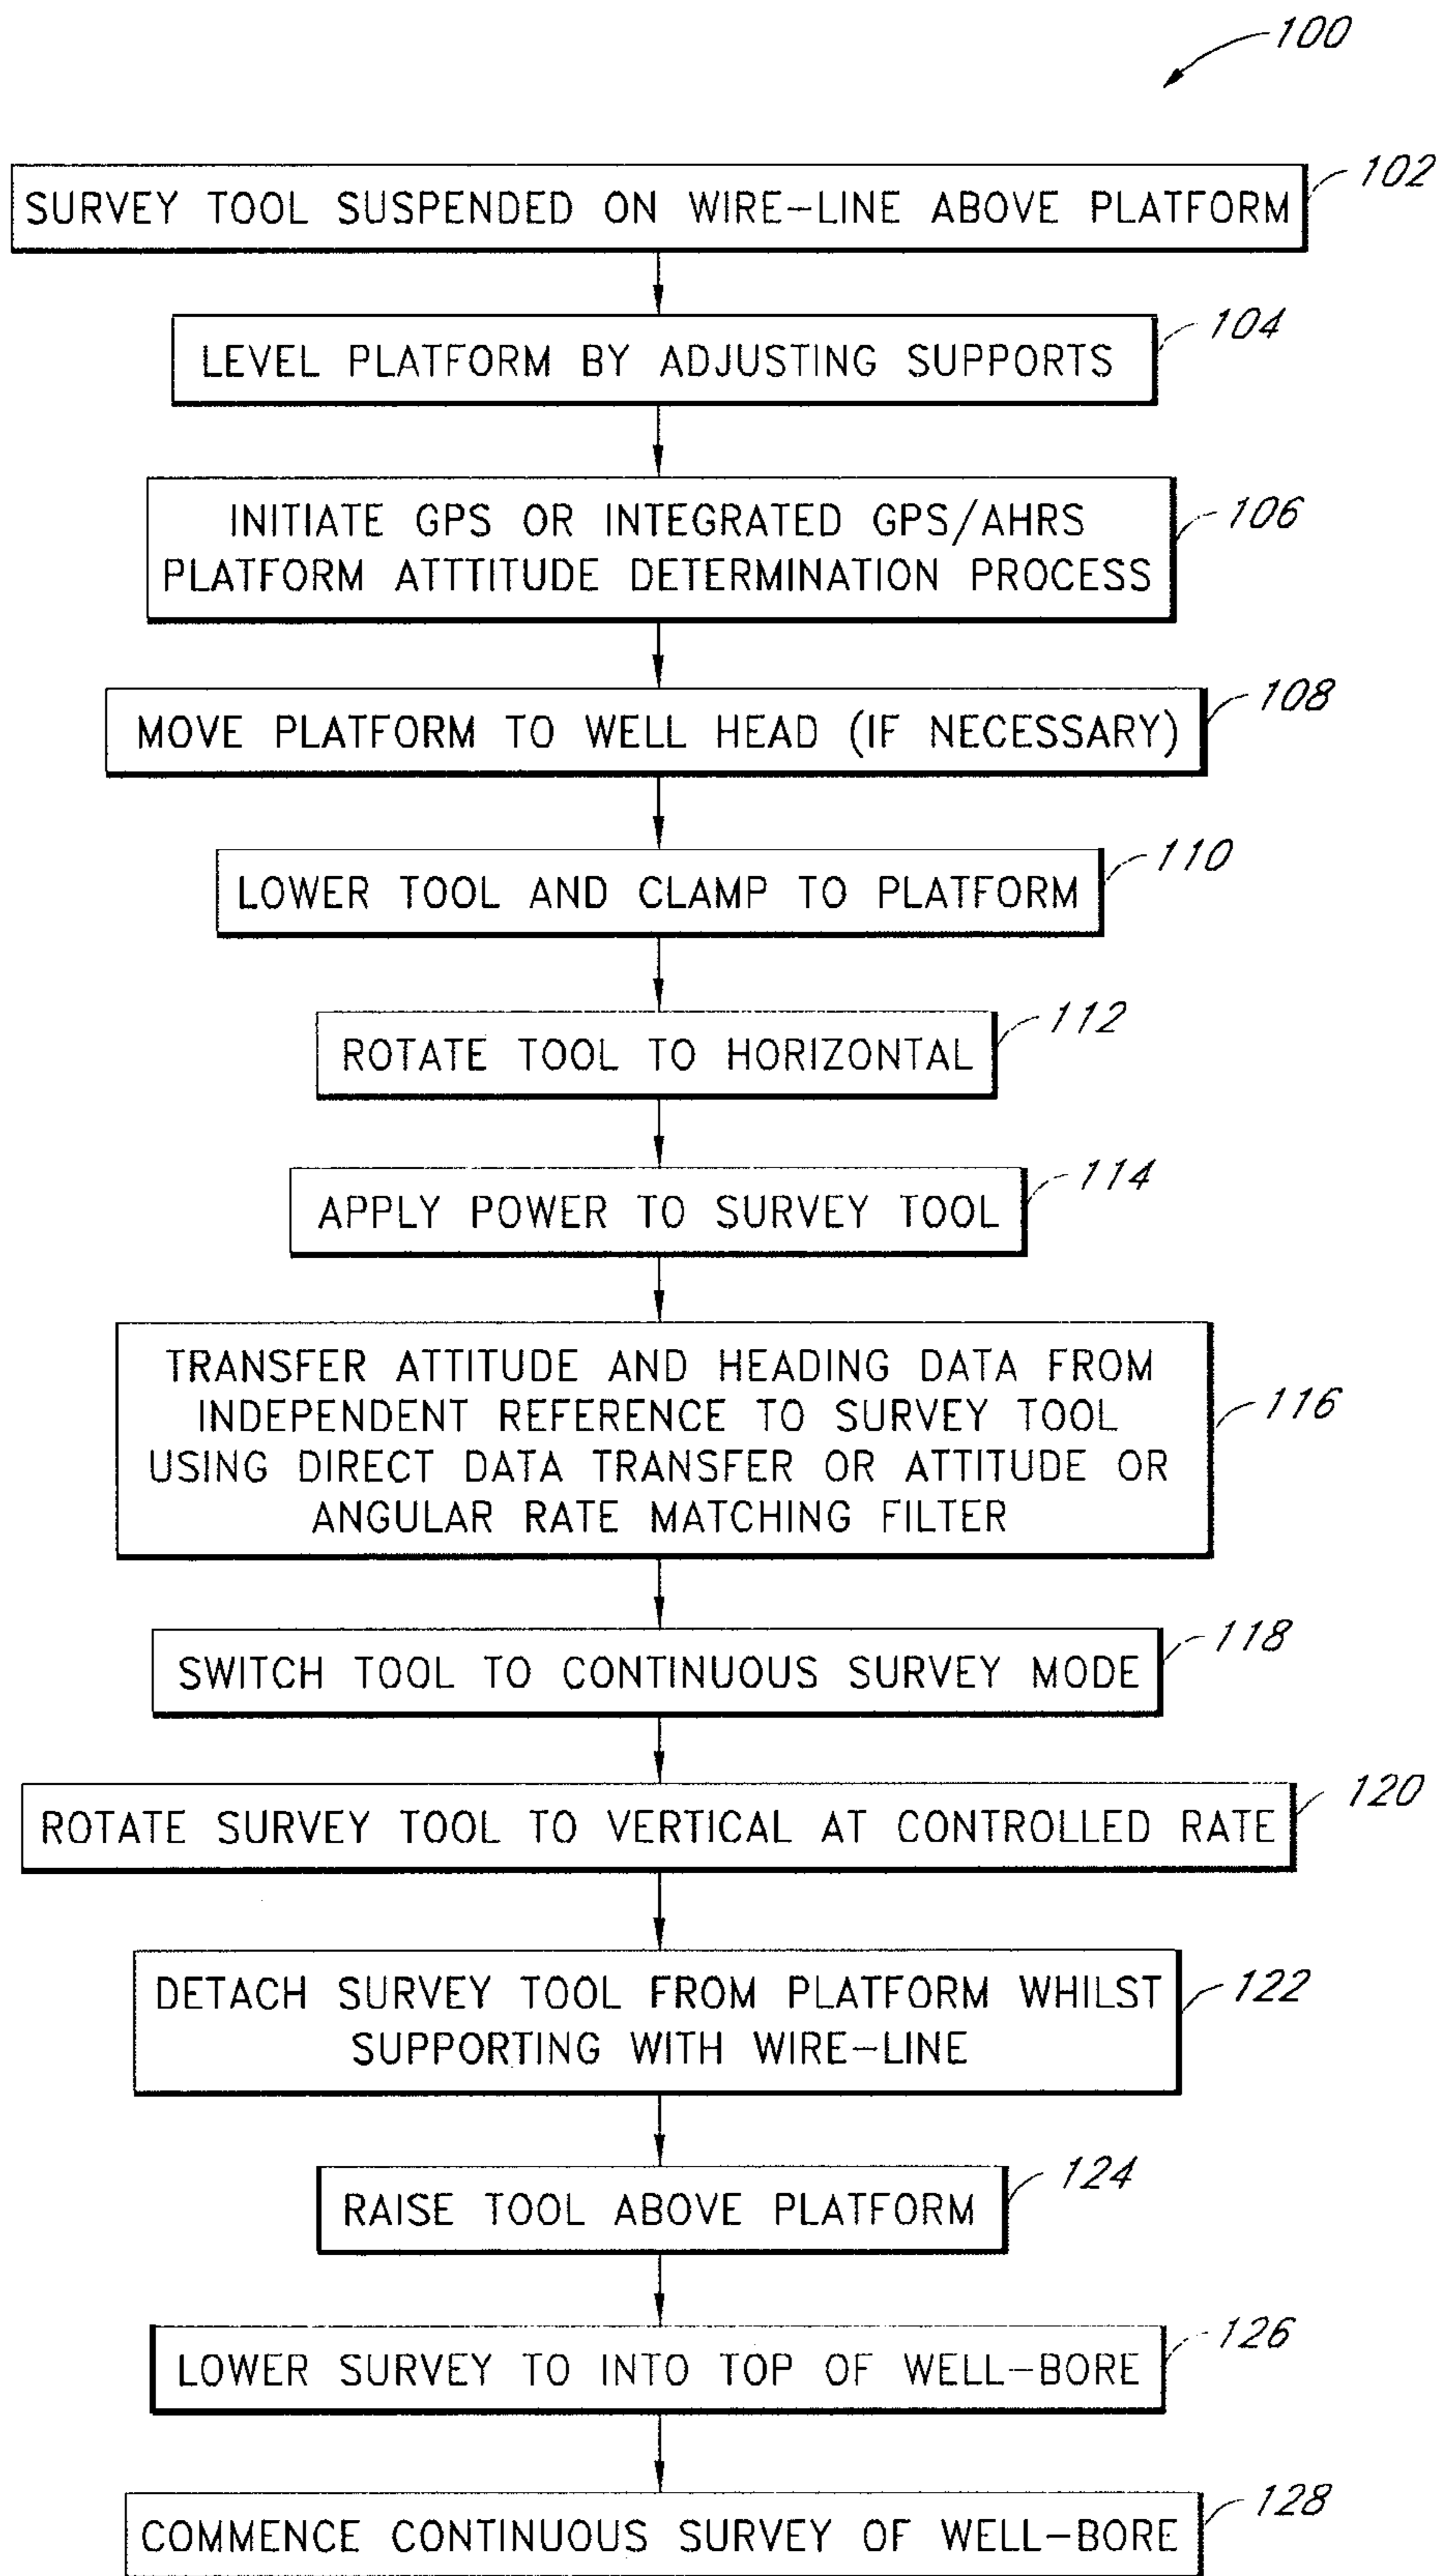 100
SURVEY TOOL SUSPENDED ON WIRE-LINE ABOVE PLATFORM
102
LEVEL PLATFORM BY ADJUSTING SUPPORTS
104
INITIATE GPS OR INTEGRATED GPS/AHRS
PLATFORM ATTTITUDE DETERMINATION PROCESS
106
MOVE PLATFORM TO WELL HEAD (IF NECESSARY)
108
LOWER TOOL AND CLAMP TO PLATFORM
110
ROTATE TOOL TO HORIZONTAL
112
APPLY POWER TO SURVEY TOOL
114
TRANSFER ATTITUDE AND HEADING DATA FROM
INDEPENDENT REFERENCE TO SURVEY TOOL
USING DIRECT DATA TRANSFER OR ATTITUDE OR
ANGULAR RATE MATCHING FILTER
116
SWITCH TOOL TO CONTINUOUS SURVEY MODE
118
ROTATE SURVEY TOOL TO VERTICAL AT CONTROLLED RATE
120
DETACH SURVEY TOOL FROM PLATFORM WHILST
SUPPORTING WITH WIRE-LINE
122
RAISE TOOL ABOVE PLATFORM
124
LOWER SURVEY TO INTO TOP OF WELL-BORE
126
COMMENCE CONTINUOUS SURVEY OF WELL-BORE
128